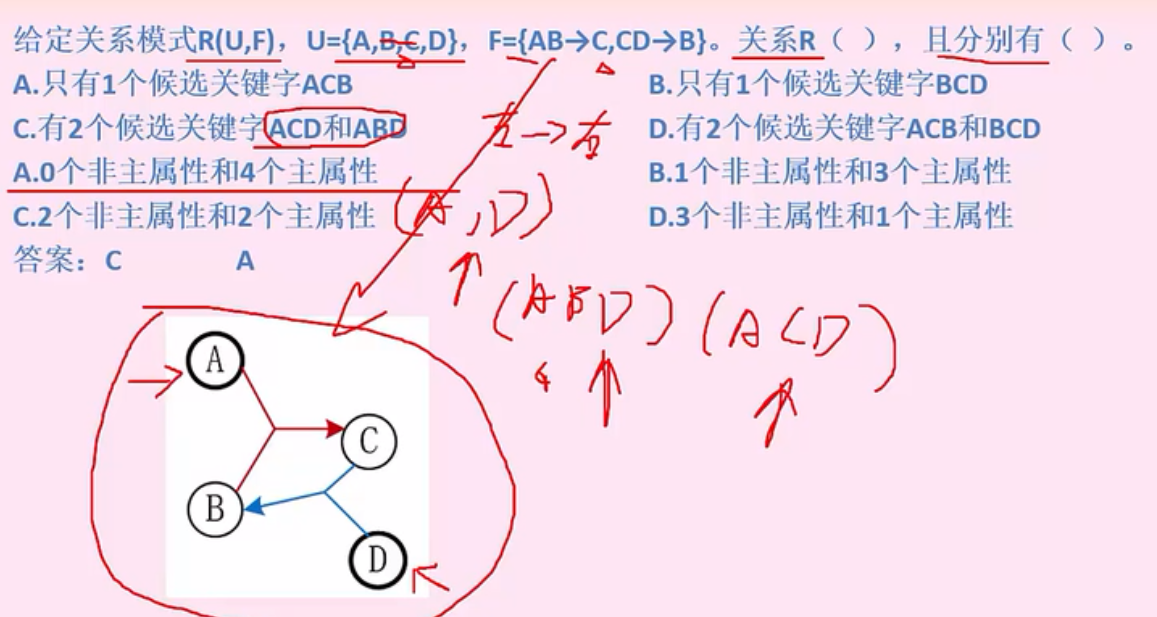 给定关系模式R(U,F)，U={A,B,C,D}，F={AB→C,CD→B}。关系R（ ），且分别有（ ）。
A.只有1个候选关键字ACB B.只有1个候选关键字BCD
C.有2个候选关键字ACD和ABD D.有2个候选关键字ACB和BCD
左→右
A.0个非主属性和4个主属性 B.1个非主属性和3个主属性
C.2个非主属性和2个主属性 D.3个非主属性和1个主属性
(A,D)
答案：C A
(ABD) (ACD)
A
C
B
D